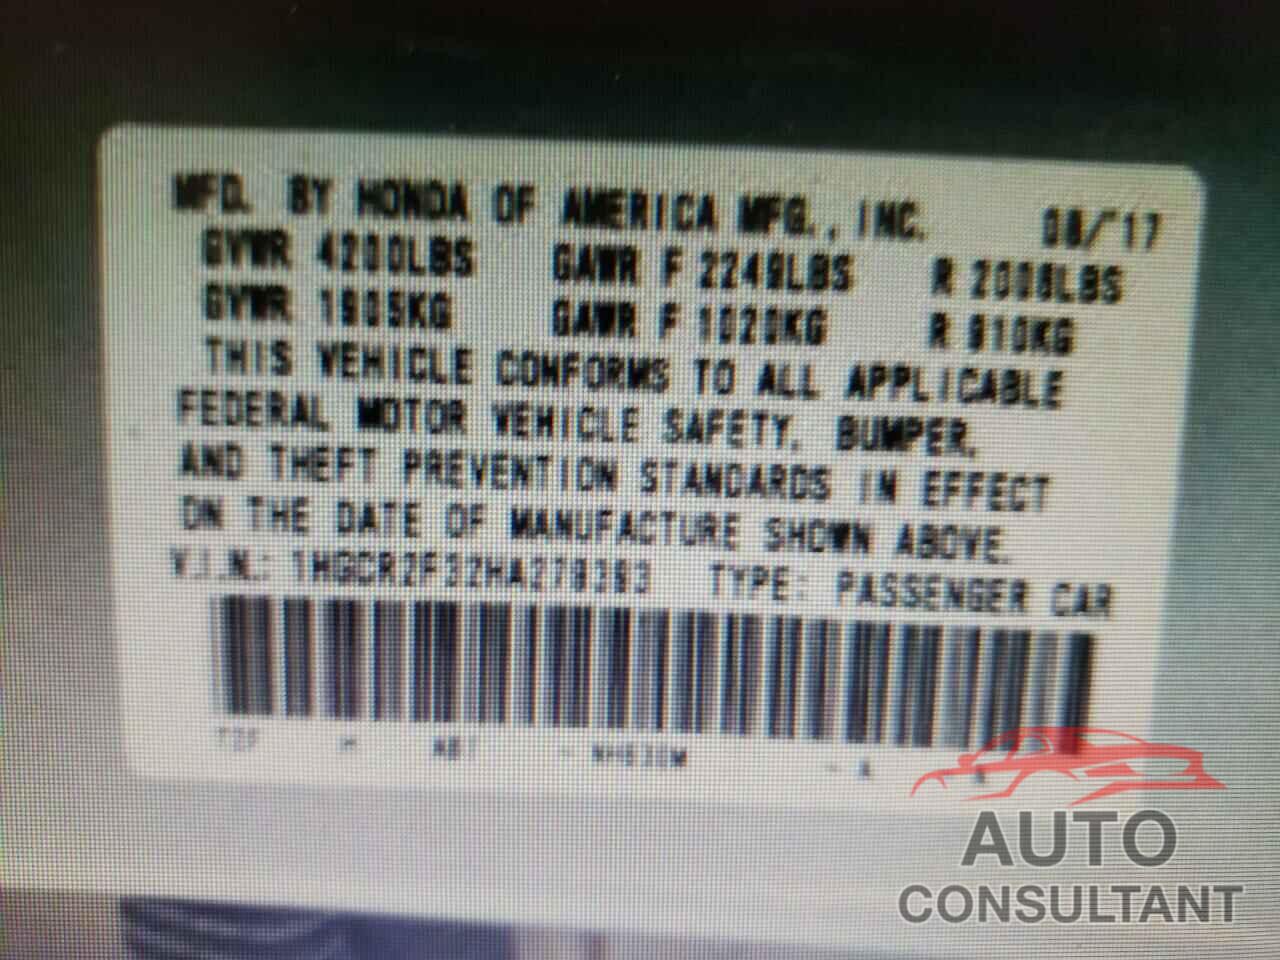 MFD. BY HONDA OF AMERICA MFG., INC. 08/'17
GVWR 4200LBS GAWR F 2249LBS R 2006LBS
GVWR 1905KG GAWR F 1020KG R 910KG
THIS VEHICLE CONFORMS TO ALL APPLICABLE
FEDERAL MOTOR VEHICLE SAFETY, BUMPER,
AND THEFT PREVENTION STANDARDS IN EFFECT
ON THE DATE OF MANUFACTURE SHOWN ABOVE.
V.I.N.: TYPE: PASSENGER CAR
AUTO
CONSULTANT